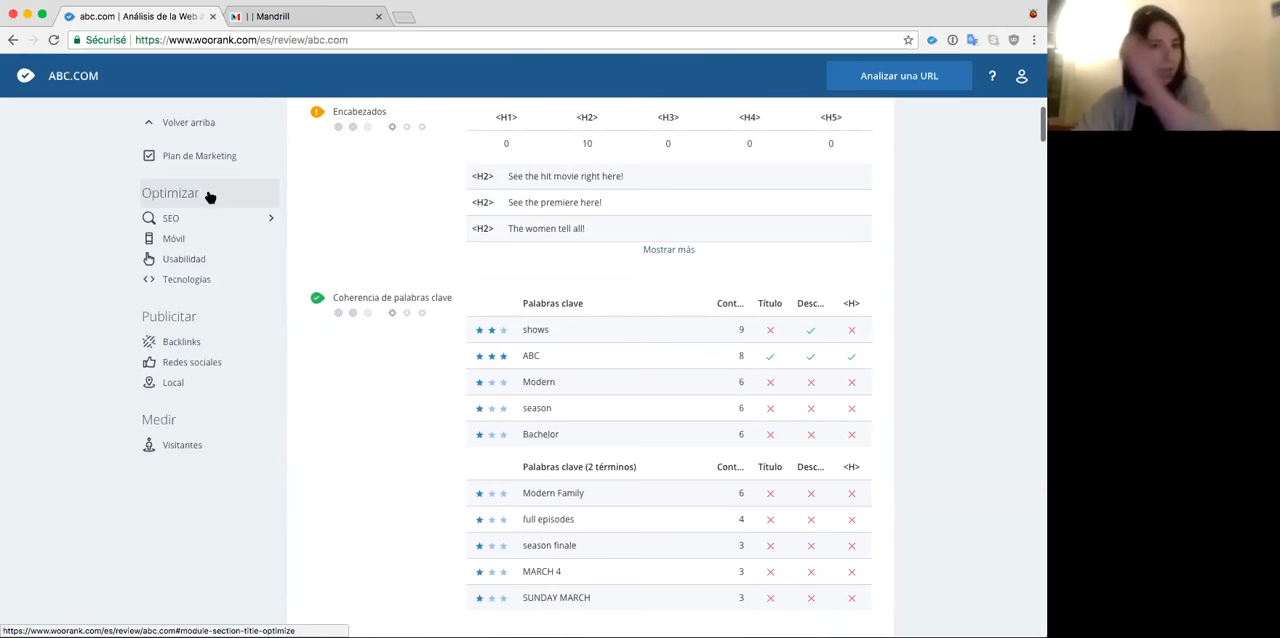 abc.com | Análisis de la Web a
| | Mandrill
Sécurisé
https://www.woorank.com/es/review/abc.com
ABC.COM
Analizar una URL
?
Volver arriba
Plan de Marketing
Optimizar
SEO
Móvil
Usabilidad
Tecnologías
Publicitar
Backlinks
Redes sociales
Local
Medir
Visitantes
Encabezados
<H1> <H2> <H3> <H4> <H5>
0 10 0 0 0
<H2> See the hit movie right here!
<H2> See the premiere here!
<H2> The women tell all!
Mostrar más
Coherencia de palabras clave
Palabras clave Cont... Título Desc... <H>
shows 9
ABC 8
Modern 6
season 6
Bachelor 6
Palabras clave (2 términos) Cont... Título Desc... <H>
Modern Family 6
full episodes 4
season finale 3
MARCH 4 3
SUNDAY MARCH 3
https://www.woorank.com/es/review/abc.com#module-section-title-optimize